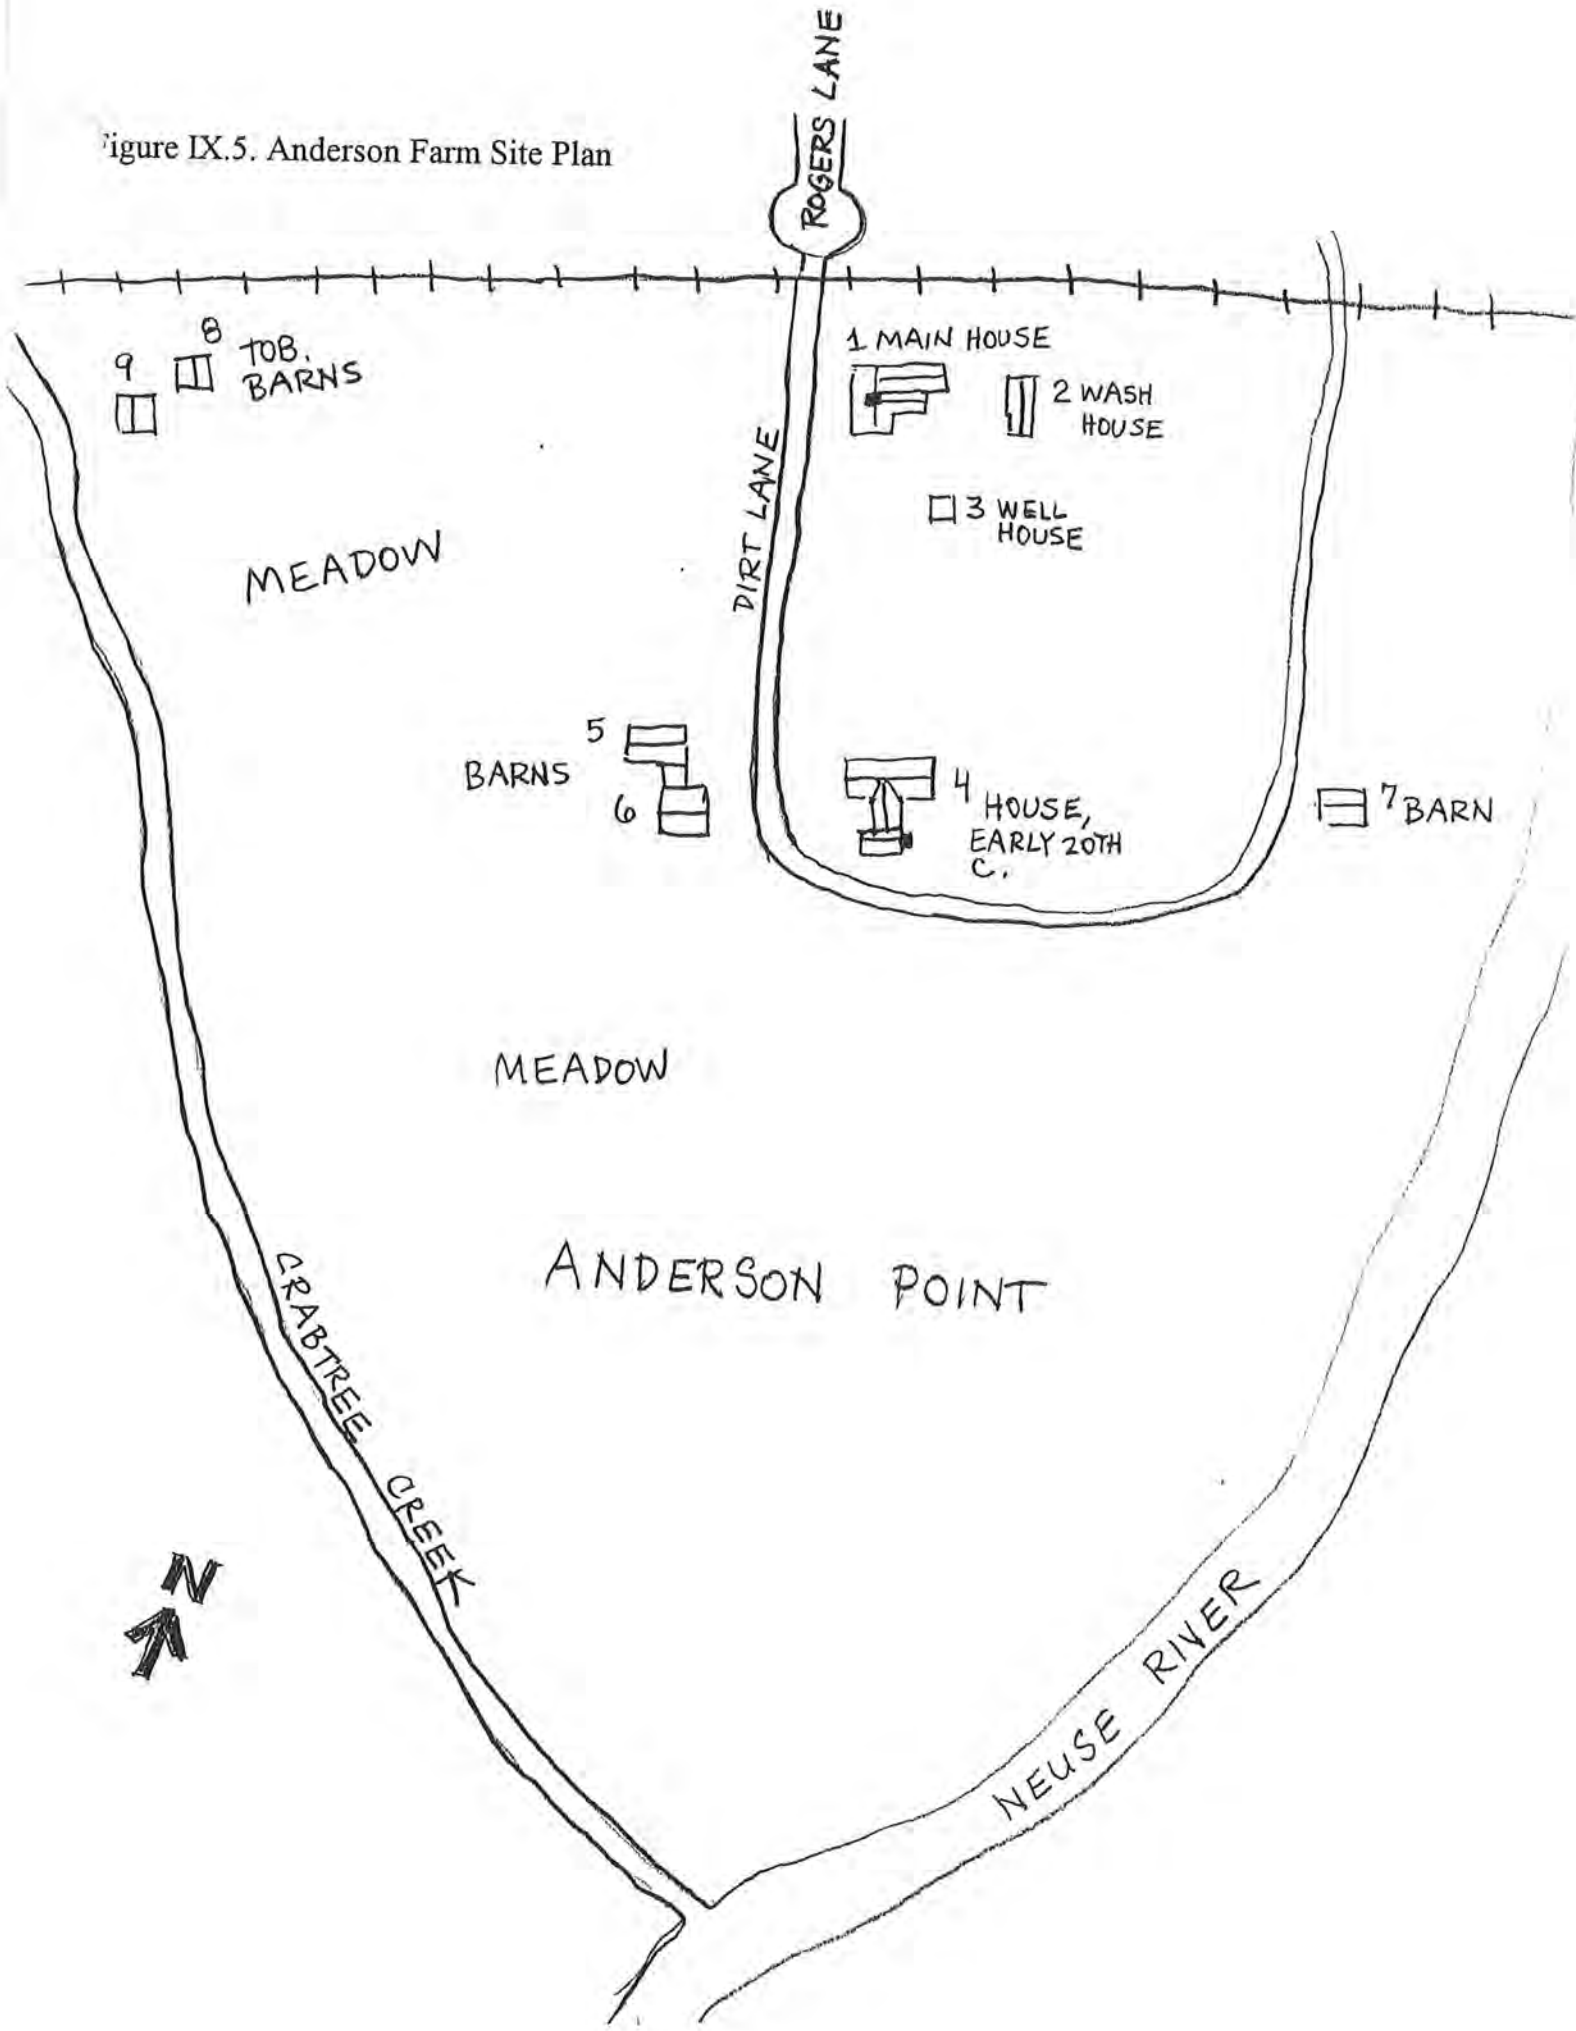 ROGERS LANE
Figure IX.5. Anderson Farm Site Plan
1 MAIN HOUSE
8 TOB.
BARNS
9
2 WASH
HOUSE
DIRT LANE
3 WELL
HOUSE
MEADOW
5
BARNS
6
4 HOUSE,
EARLY 20TH
C.
7 BARN
MEADOW
ANDERSON POINT
CRABTREE CREEK
N
NEUSE RIVER